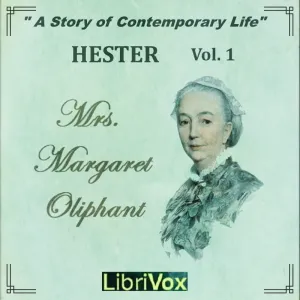 " A Story of Contemporary Life"
HESTER Vol. 1
Mrs.
Margaret
Oliphant
LibriVox